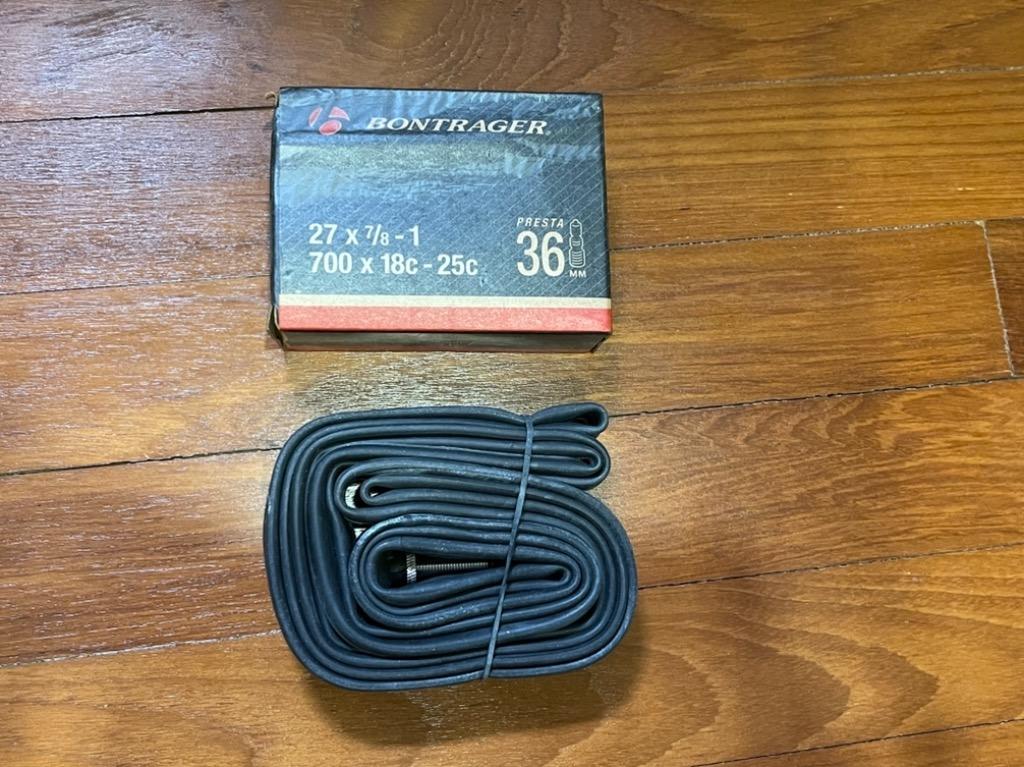 BONTRAGER
27 x 7/8 - 1
700 x 18c - 25c
PRESTA
36
MM